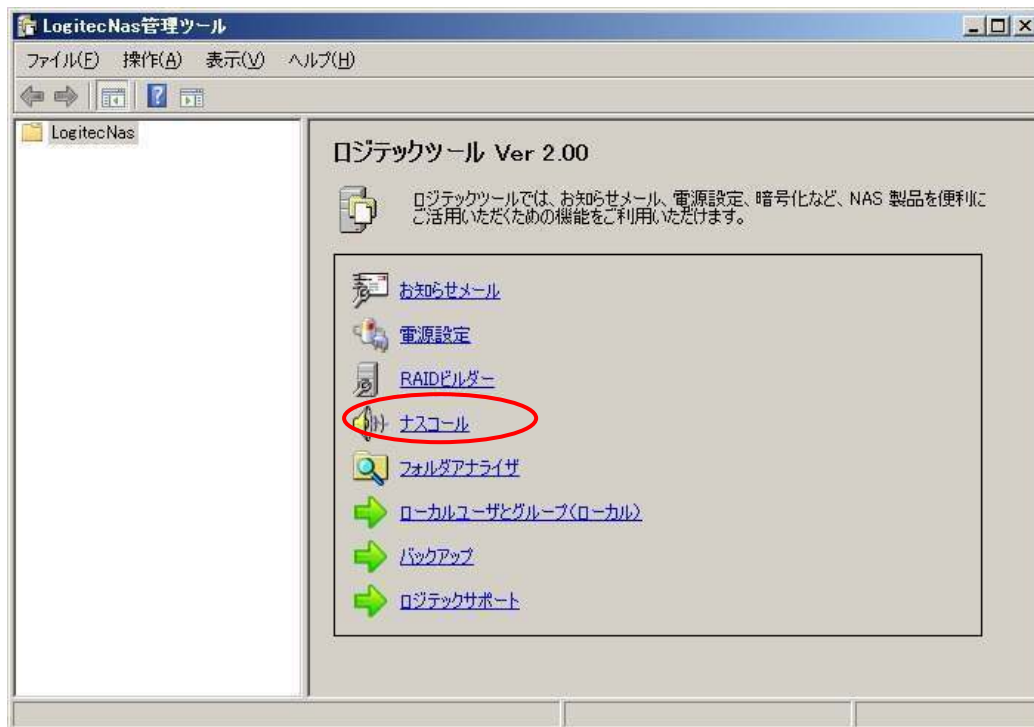 LogitecNas管理ツール
ファイル(F) 操作(A) 表示(V) ヘルプ(H)
LogitecNas
ロジテックツール Ver 2.00
ロジテックツールでは、お知らせメール、電源設定、暗号化など、NAS 製品を便利に
ご活用いただくための機能をご利用いただけます。
お知らせメール
電源設定
RAIDビルダー
ナスコール
フォルダアナライザ
ローカルユーザとグループ(ローカル)
バックアップ
ロジテックサポート